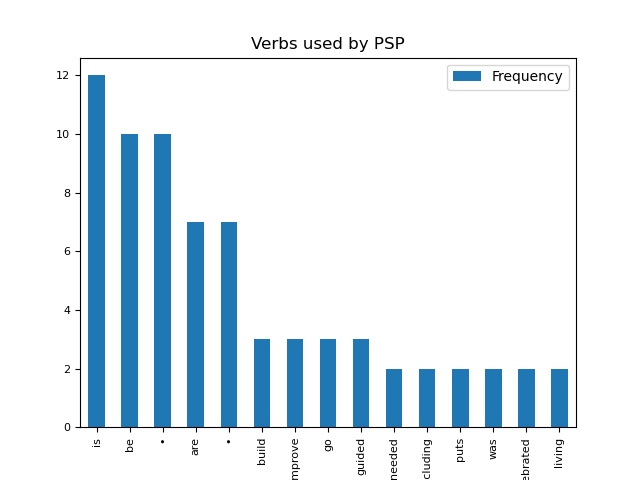 Verbs used by PSP
Frequency
12
10
8
6
4
2
0
is
be
•
are
•
build
mprove
go
guided
needed
cluding
puts
was
ebrated
living